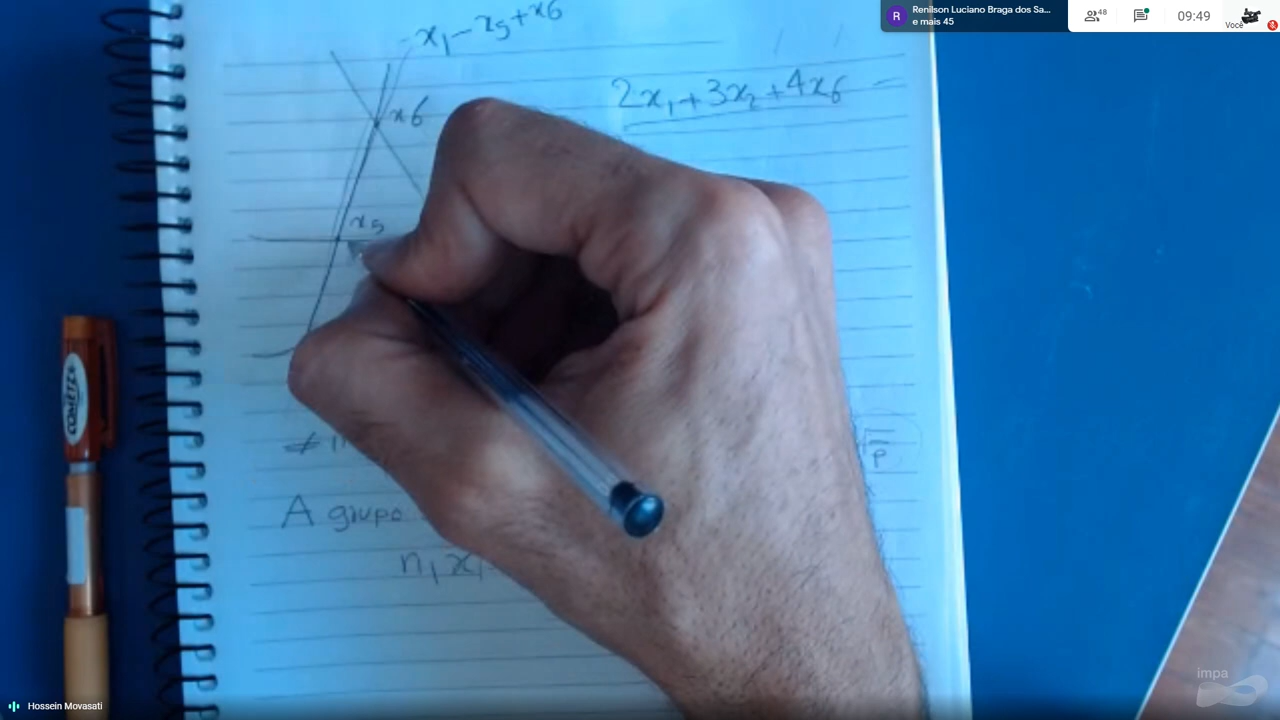 Renilson Luciano Braga dos Sa...
e mais 45
48
09:49
Você
x₁-x₅+x6
2x₁+3x₂+4x₆
x6
x5
COMETZ
p
A grupo
n₁x₁
Hossein Movasati
impa